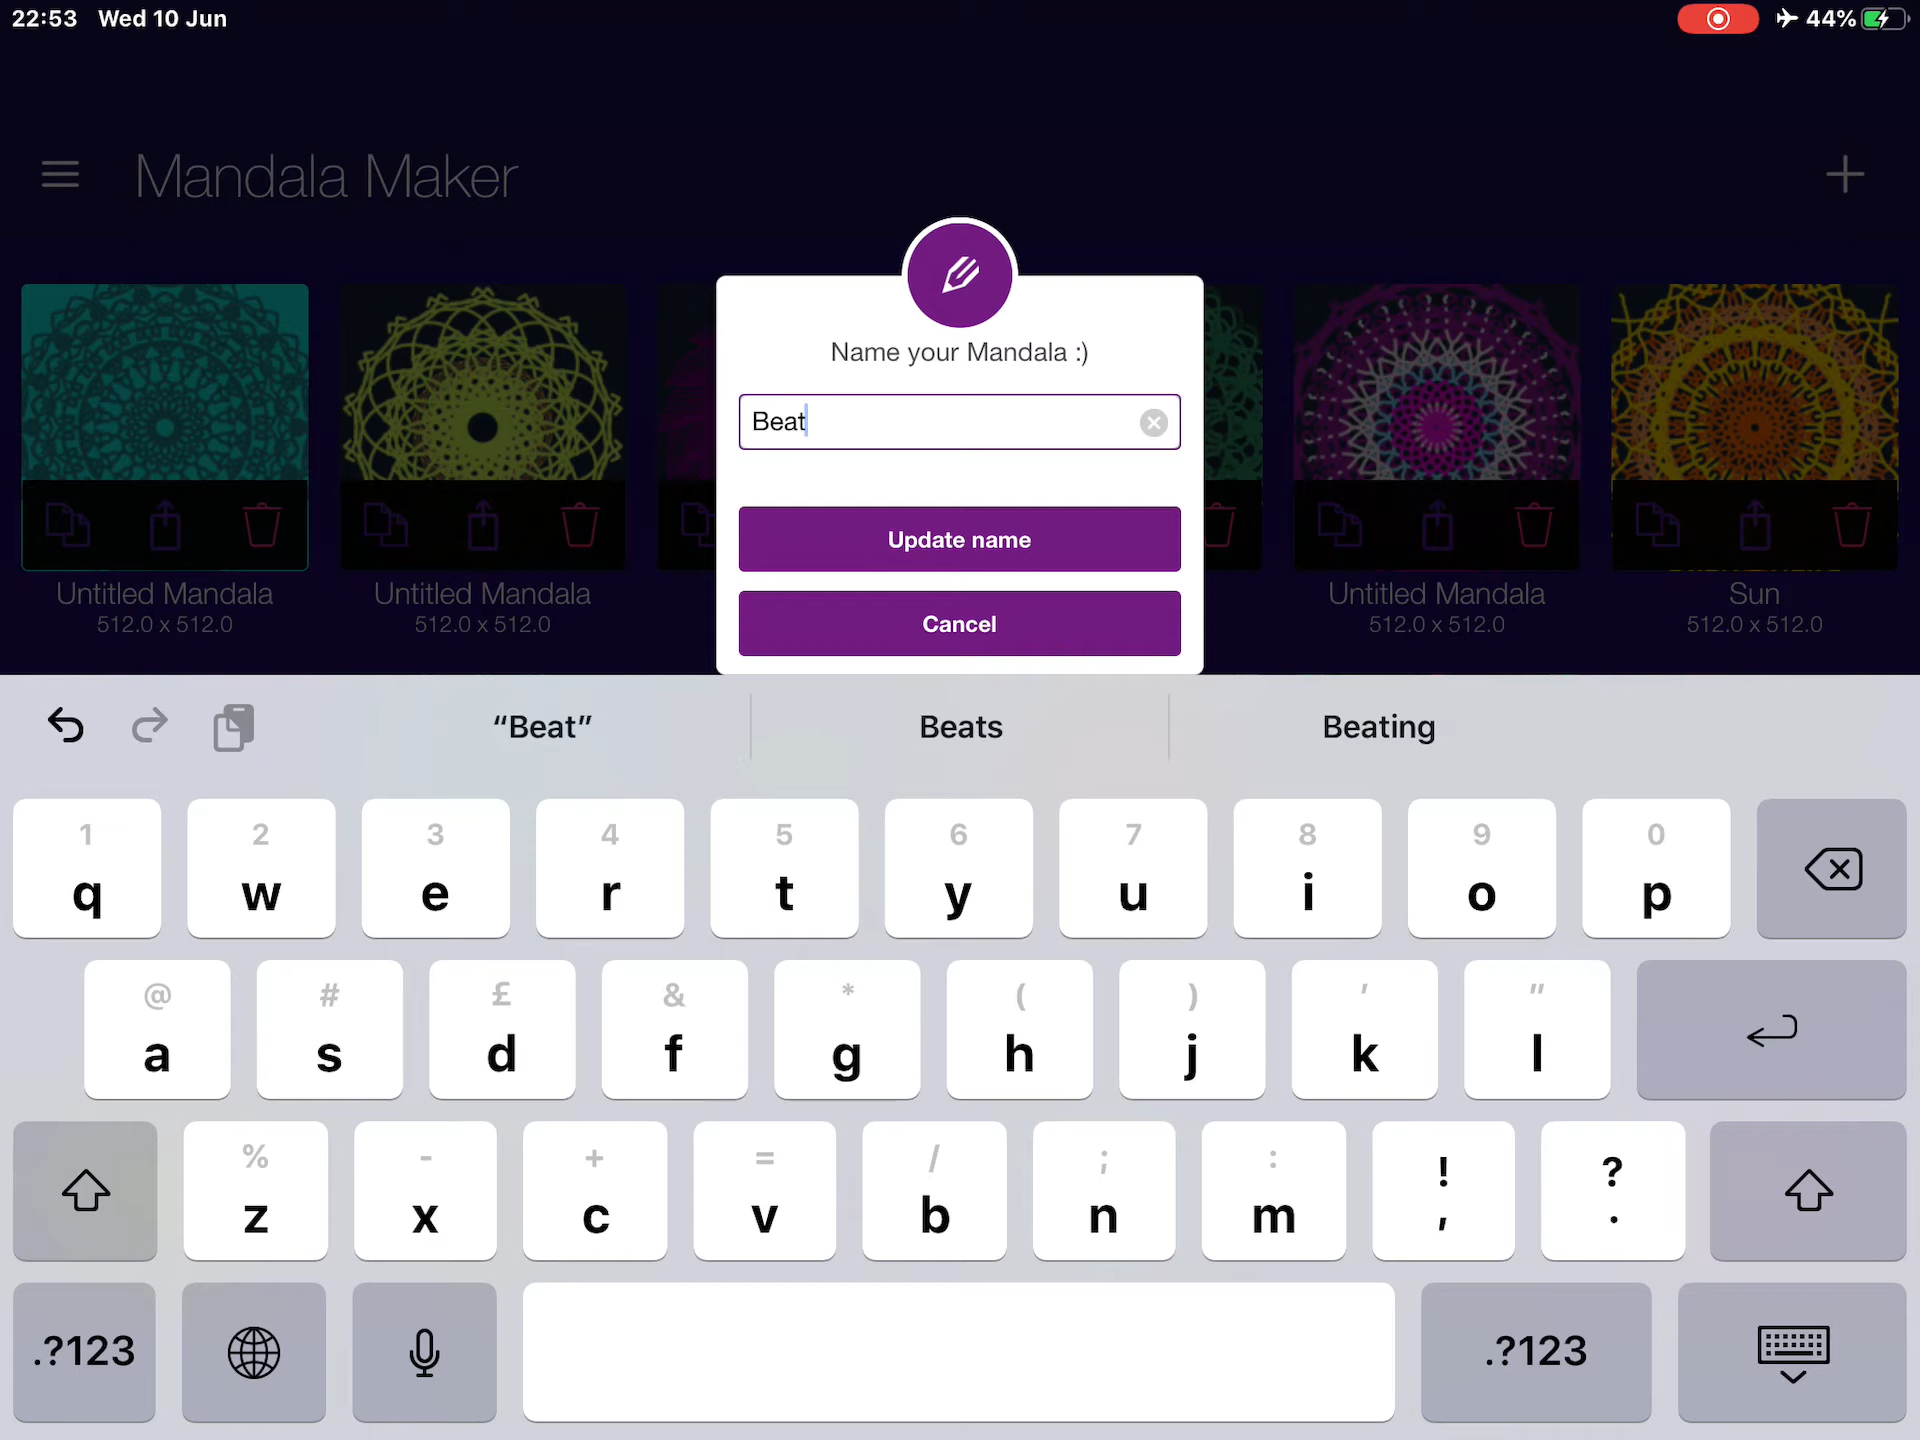 22:53 Wed 10 Jun
44%
Mandala Maker
Name your Mandala :)
Beat
Update name
Cancel
Untitled Mandala
512.0 x 512.0
Untitled Mandala
512.0 x 512.0
Untitled Mandala
512.0 x 512.0
Sun
512.0 x 512.0
“Beat” Beats Beating
1 2 3 4 5 6 7 8 9 0
q w e r t y u i o p
@ # £ & * ( ) ' "
a s d f g h j k l
% - + = / ; : ! ?
z x c v b n m , .
.?123 .?123